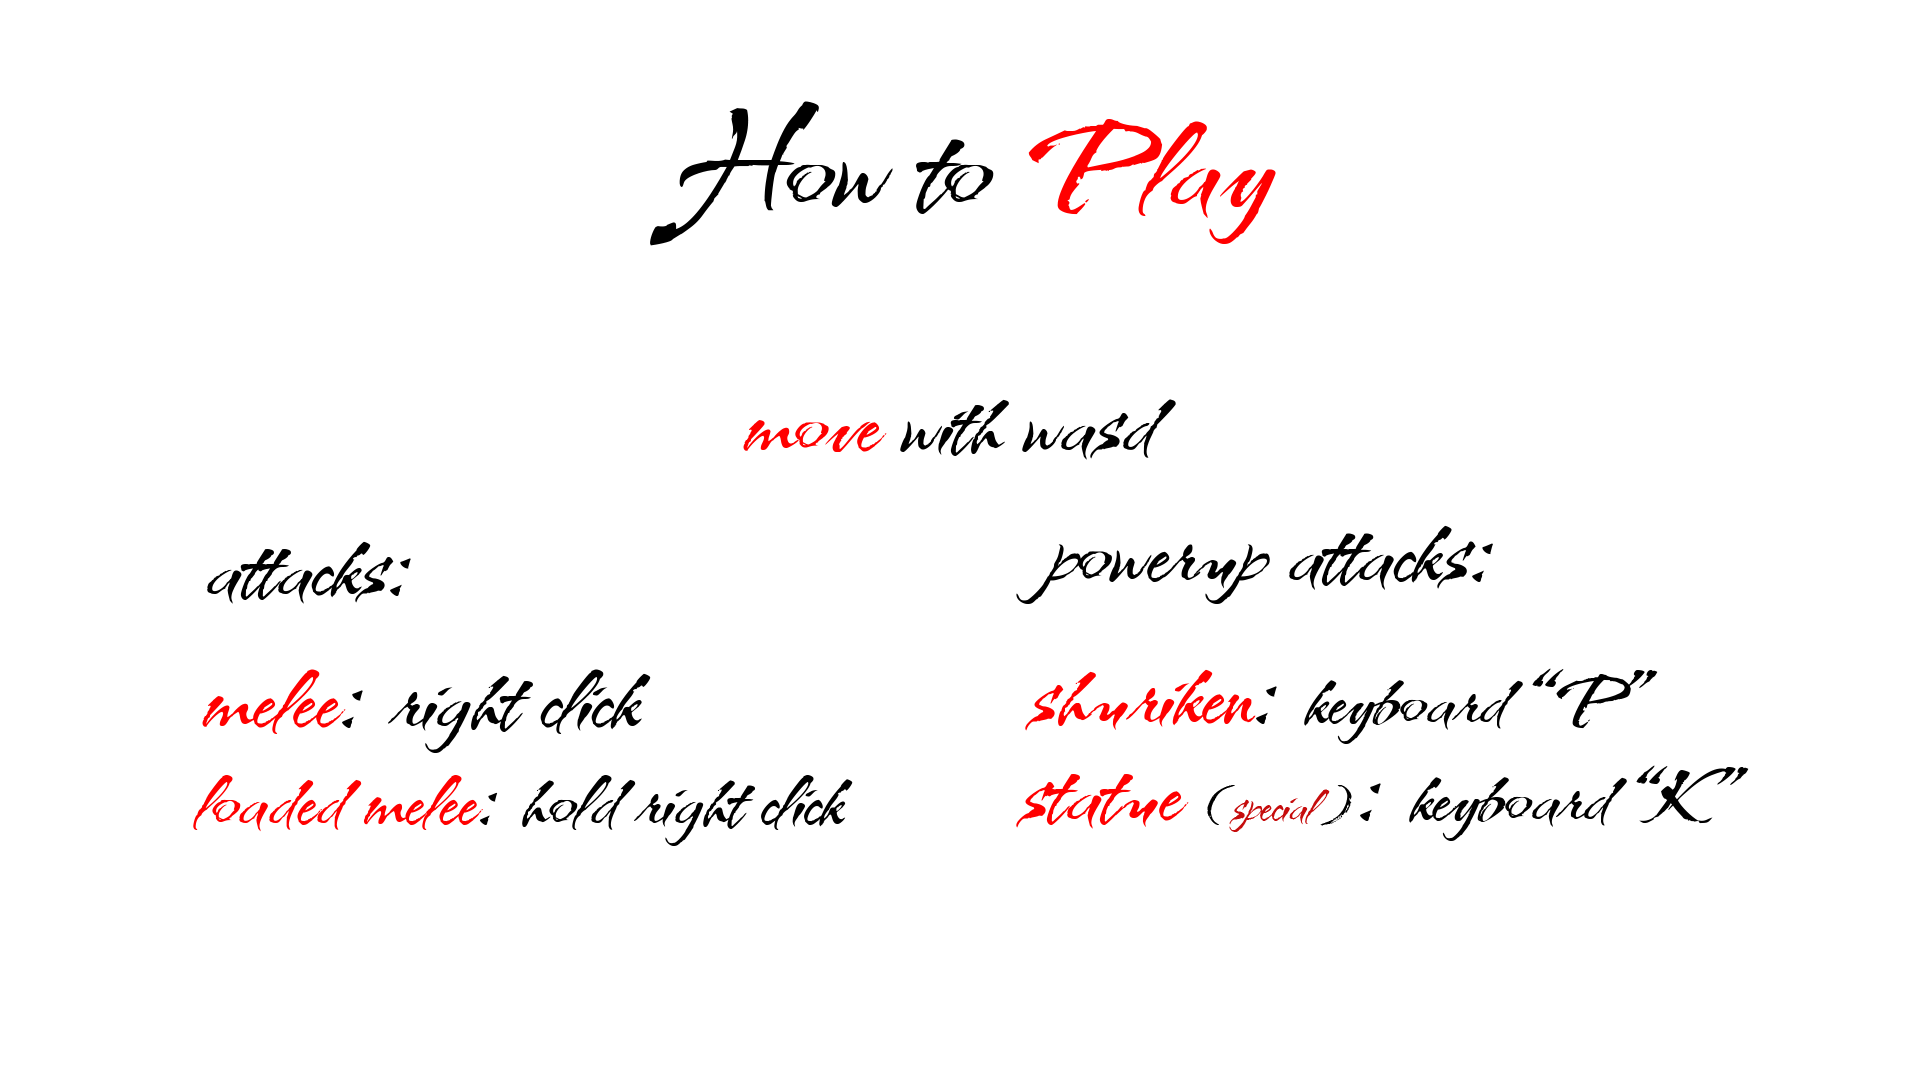 How to Play
move with wasd
attacks:
melee: right click
loaded melee: hold right click
powerup attacks:
shuriken: keyboard “P”
statue (special): keyboard “K”